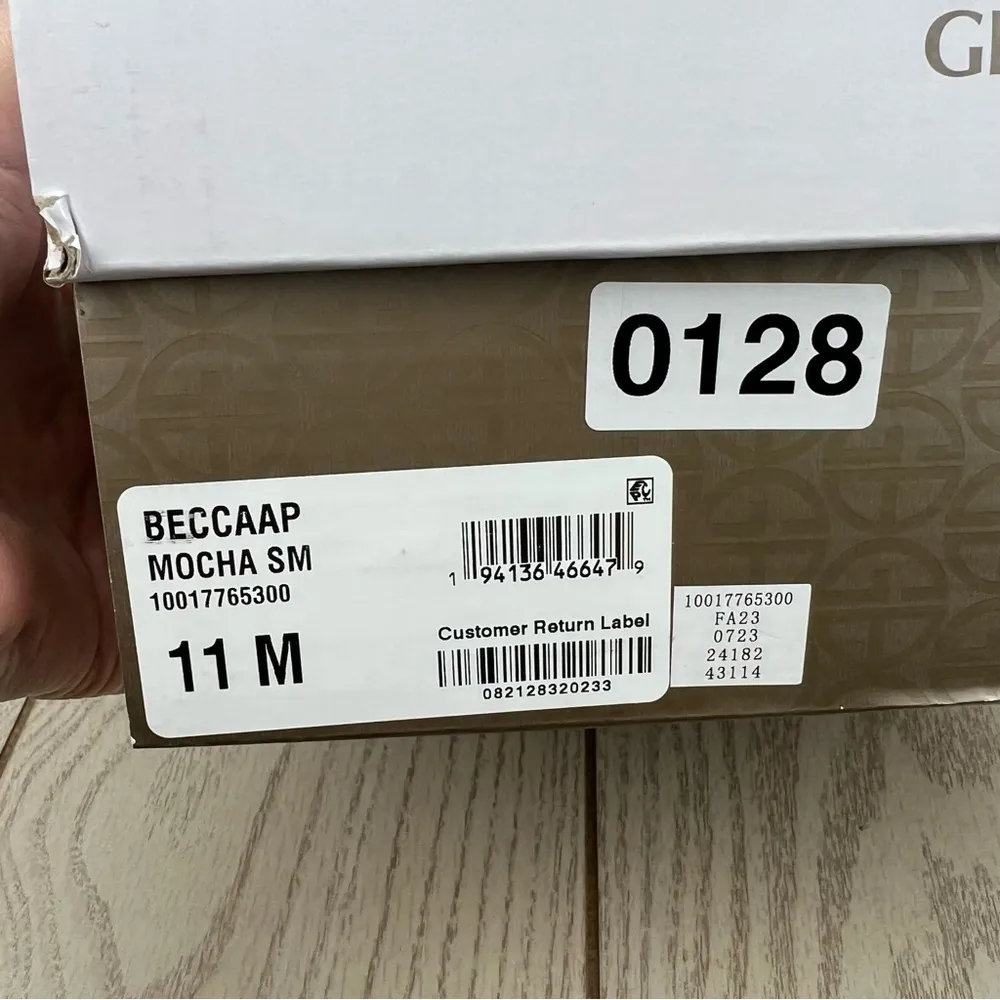 0128
BECCAAP
MOCHA SM
10017765300
11 M
1 94136 46647 9
Customer Return Label
082128320233
10017765300
FA23
0723
24182
43114